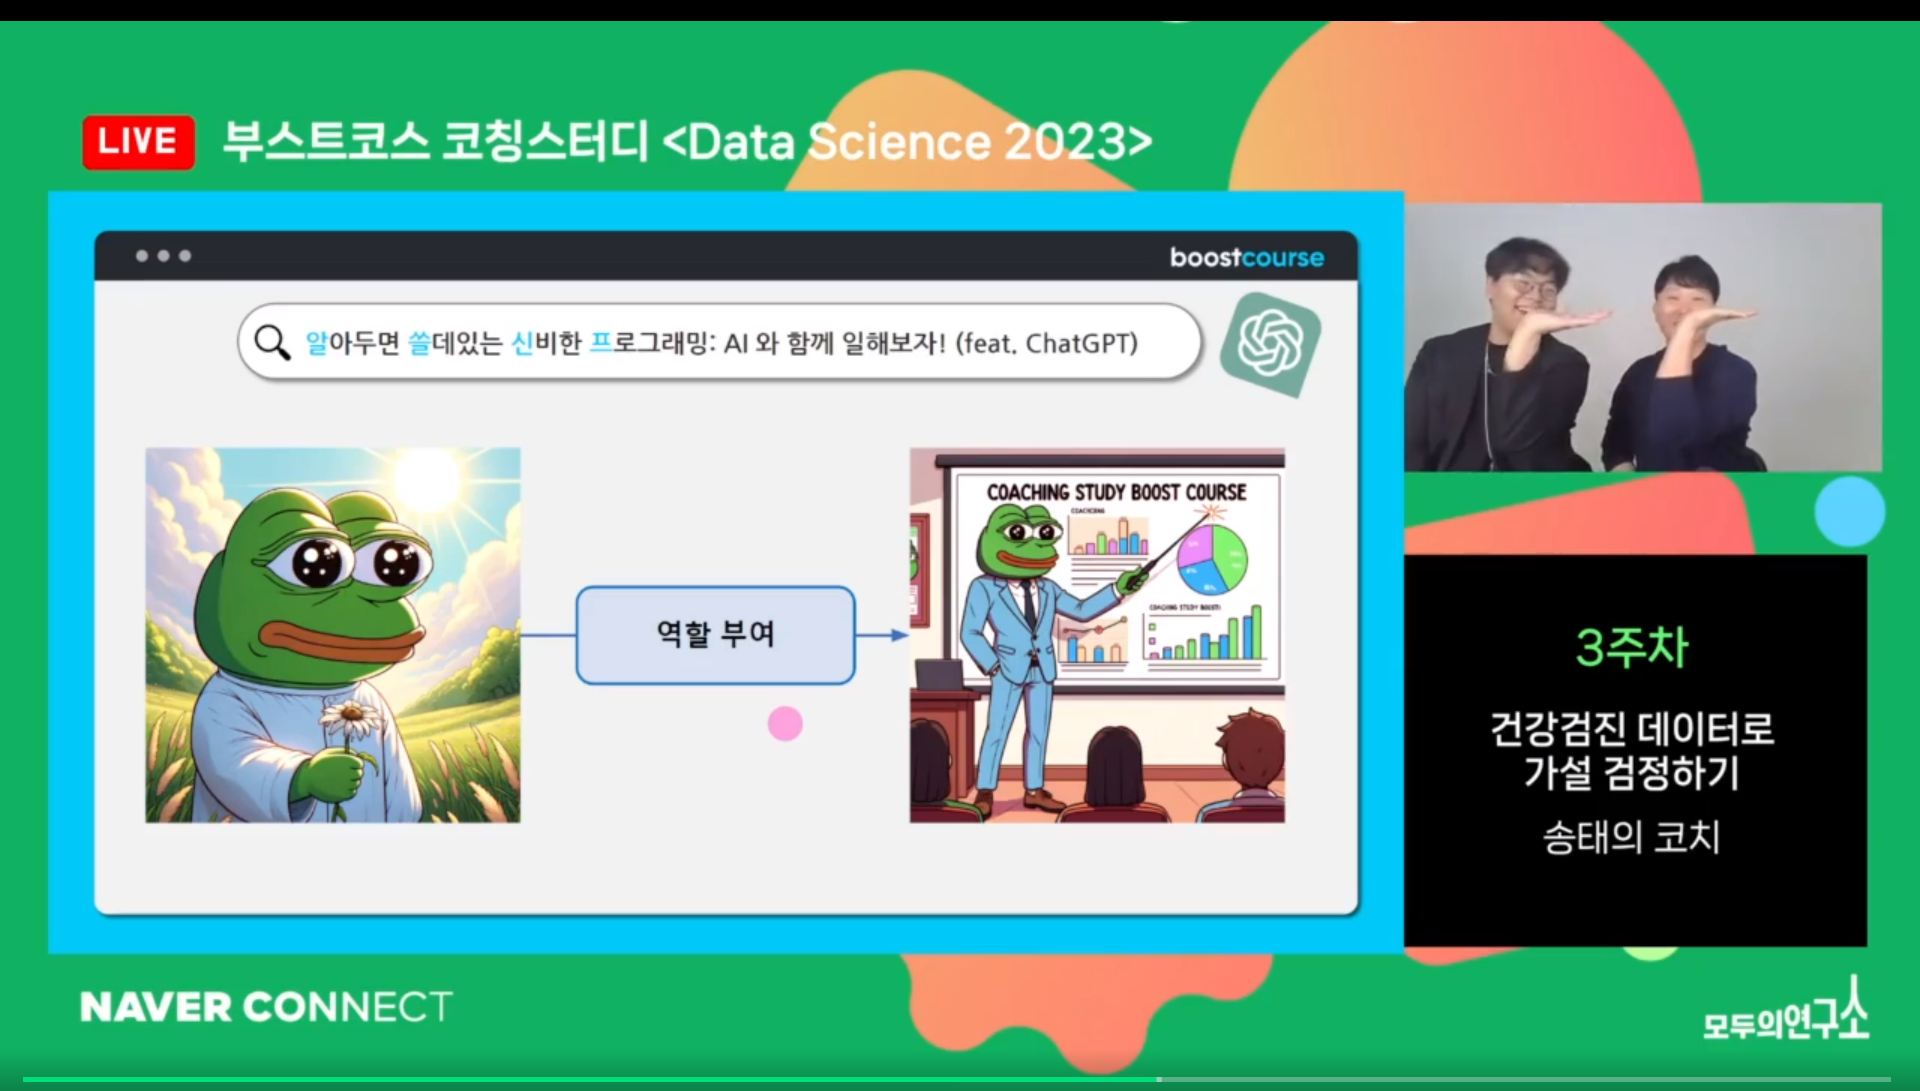 LIVE 부스트코스 코칭스터디 <Data Science 2023>
boostcourse
알아두면 쓸데있는 신비한 프로그래밍: AI 와 함께 일해보자! (feat. ChatGPT)
역할 부여
COACHING STUDY BOOST COURSE
3주차
건강검진 데이터로
가설 검정하기
송태의 코치
NAVER CONNECT
모두의연구소